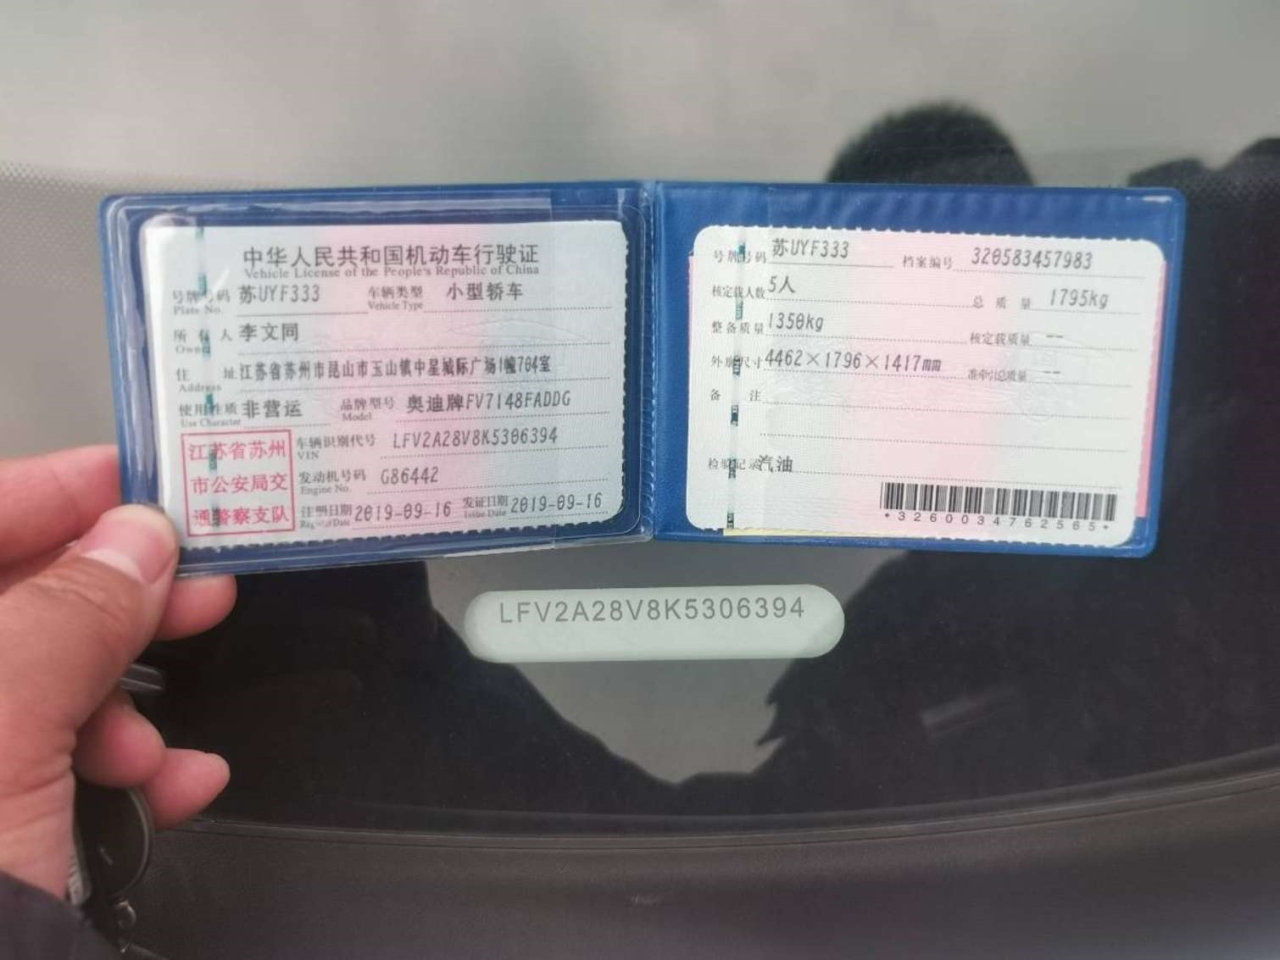 中华人民共和国机动车行驶证
Vehicle License of the People's Republic of China
号牌号码 苏UYF333 车辆类型 小型轿车
Plate No. Vehicle Type
所有人 李文同
Owner
住址 江苏省苏州市昆山市玉山镇中星城际广场1幢704室
Address
使用性质 非营运 品牌型号 奥迪牌FV7148FADDG
Use Character Model
江苏省苏州
市公安局交
通警察支队
车辆识别代号 LFV2A28V8K5306394
VIN
发动机号码 G86442
Engine No.
注册日期 2019-09-16 发证日期 2019-09-16
Register Date Issue Date
号牌号码 苏UYF333 档案编号 320583457983
核定载人数 5人 总质量 1795kg
整备质量 1350kg 核定载质量 --
外廓尺寸 4462×1796×1417mm 准牵引总质量 --
备注
检验记录 汽油
*3260034762565*
LFV2A28V8K5306394